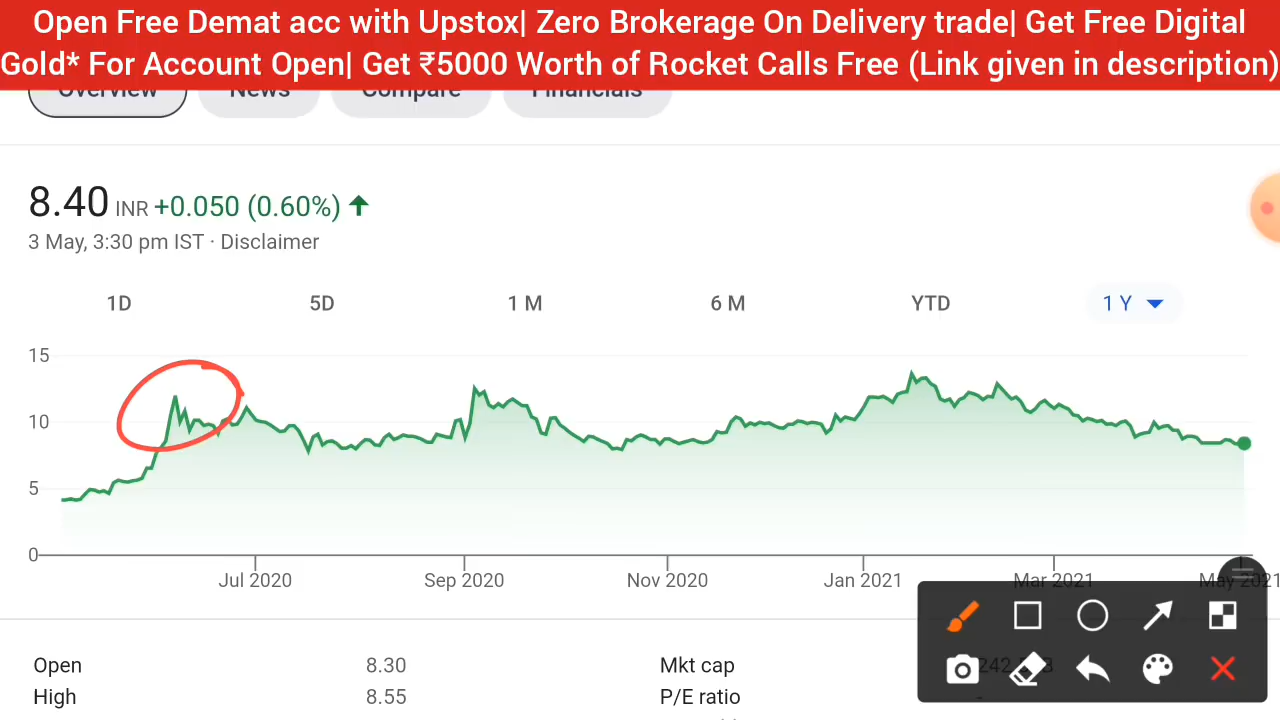 Open Free Demat acc with Upstox| Zero Brokerage On Delivery trade| Get Free Digital
Gold* For Account Open| Get ₹5000 Worth of Rocket Calls Free (Link given in description)
Overview News Compare Financials
8.40 INR +0.050 (0.60%)
3 May, 3:30 pm IST · Disclaimer
1D 5D 1 M 6 M YTD 1 Y
15
10
5
0
Jul 2020 Sep 2020 Nov 2020 Jan 2021 Mar 2021 May 2021
Open 8.30 Mkt cap
High 8.55 P/E ratio